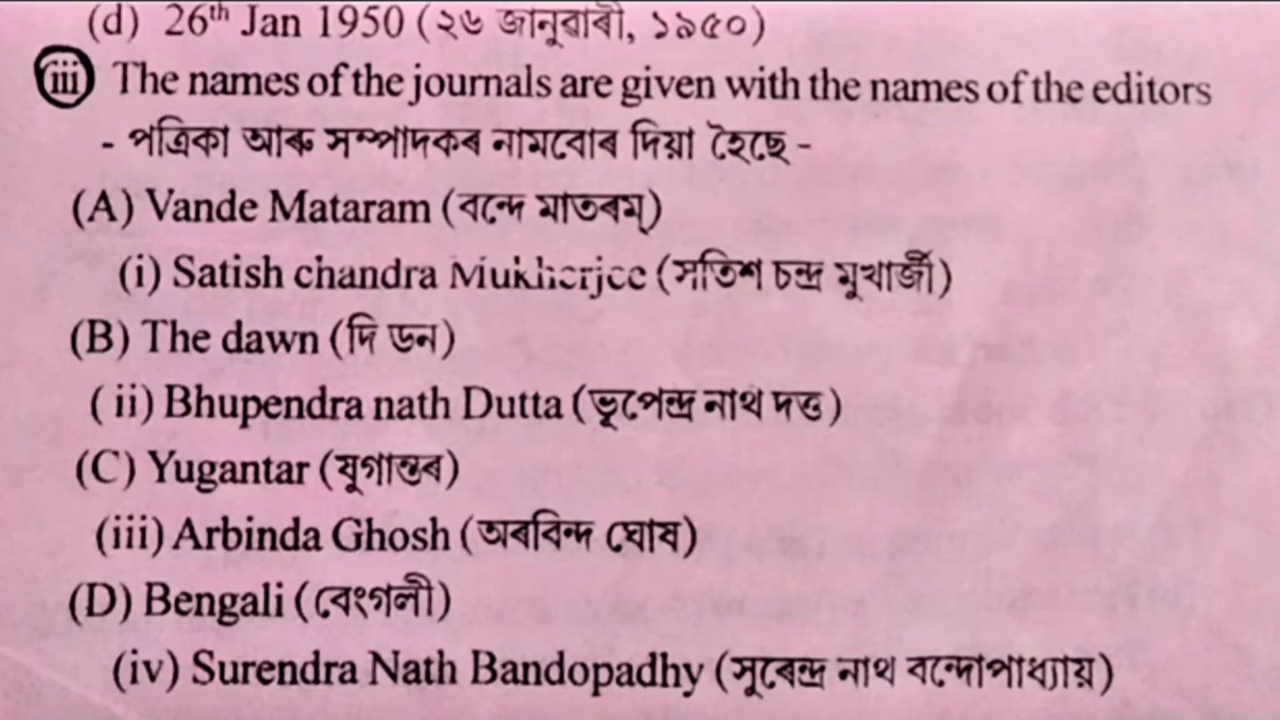 (d) 26th Jan 1950 (২৬ জানুৱাৰী, ১৯৫০)
(iii) The names of the journals are given with the names of the editors
- পত্ৰিকা আৰু সম্পাদকৰ নামবোৰ দিয়া হৈছে -
(A) Vande Mataram (বন্দে মাতৰম্)
(i) Satish chandra Mukherjee (সতিশ চন্দ্ৰ মুখাৰ্জী)
(B) The dawn (দি ডন)
( ii) Bhupendra nath Dutta (ভূপেন্দ্ৰ নাথ দত্ত)
(C) Yugantar (যুগান্তৰ)
(iii) Arbinda Ghosh (অৰবিন্দ ঘোষ)
(D) Bengali (বেংগলী)
(iv) Surendra Nath Bandopadhy (সুৰেন্দ্ৰ নাথ বন্দোপাধ্যায়)